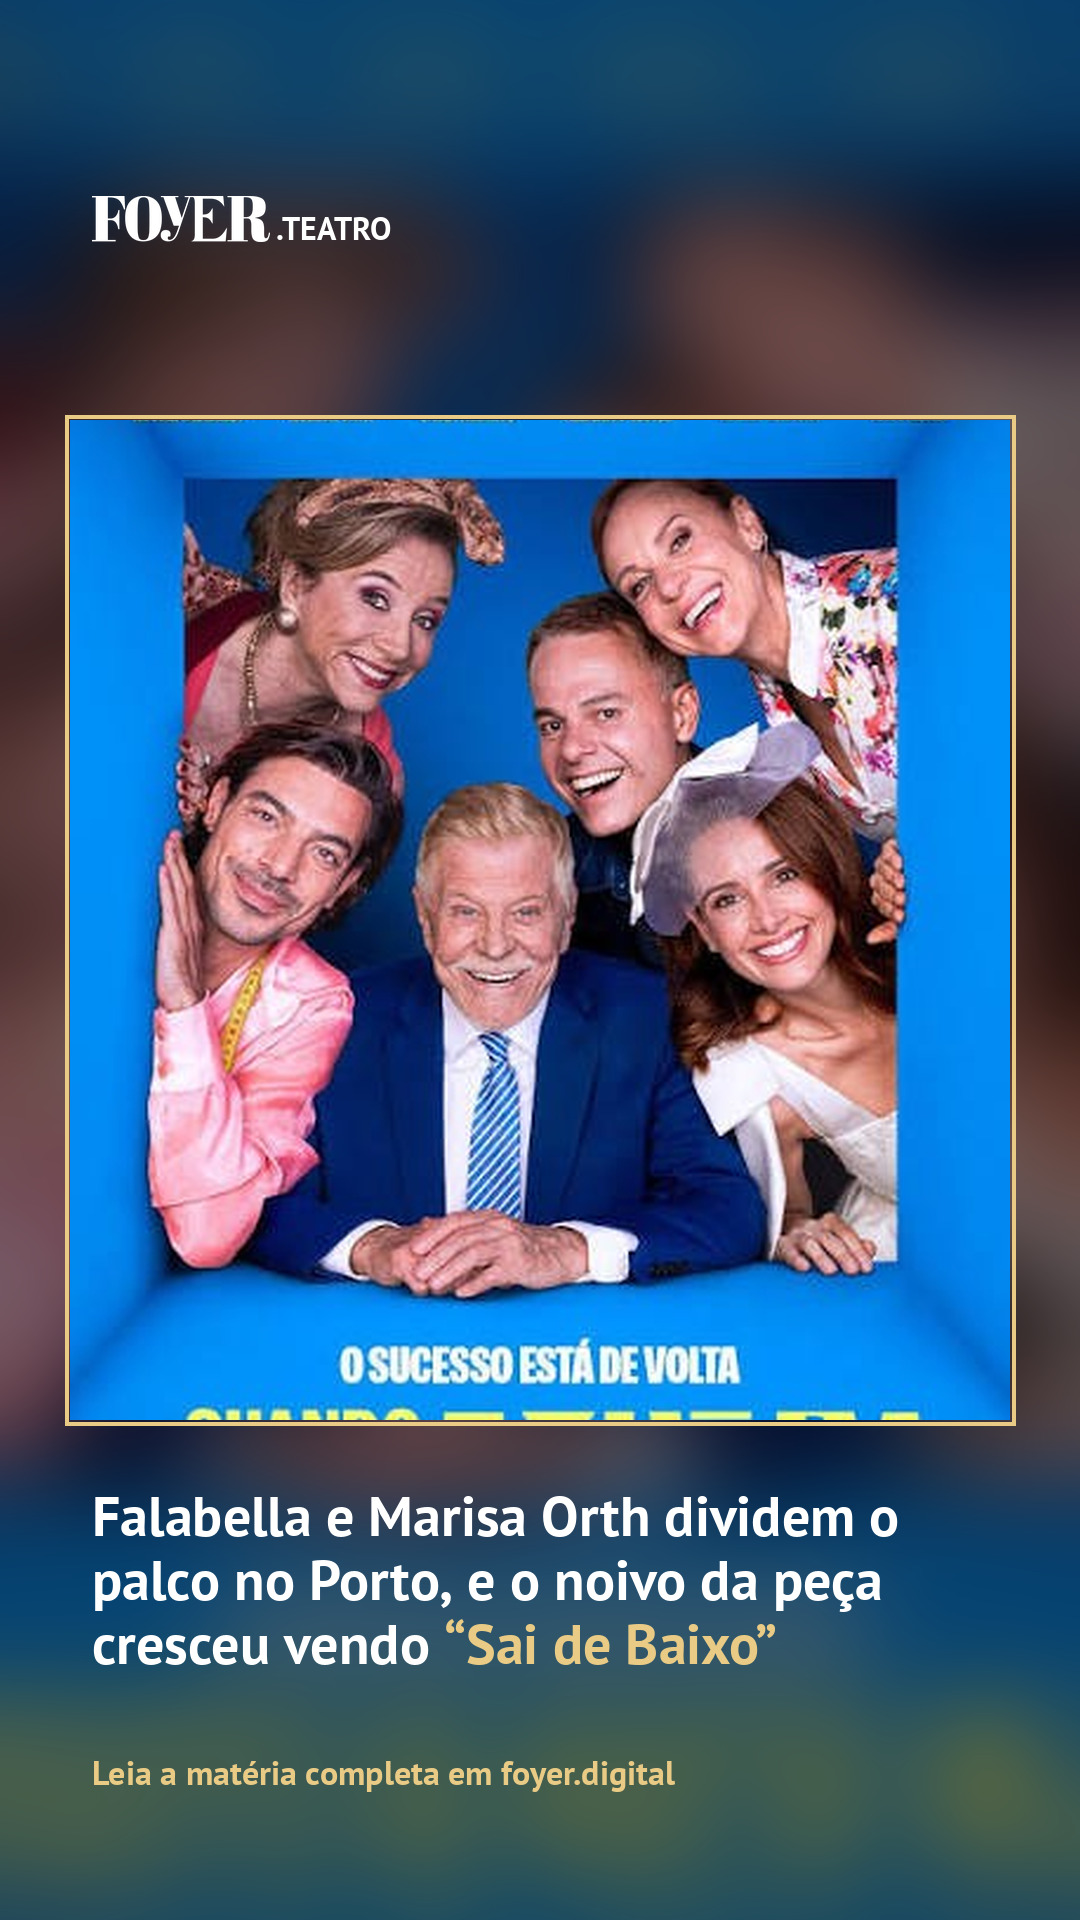 FOYER .TEATRO
O SUCESSO ESTÁ DE VOLTA
Falabella e Marisa Orth dividem o
palco no Porto, e o noivo da peça
cresceu vendo “Sai de Baixo”
Leia a matéria completa em foyer.digital